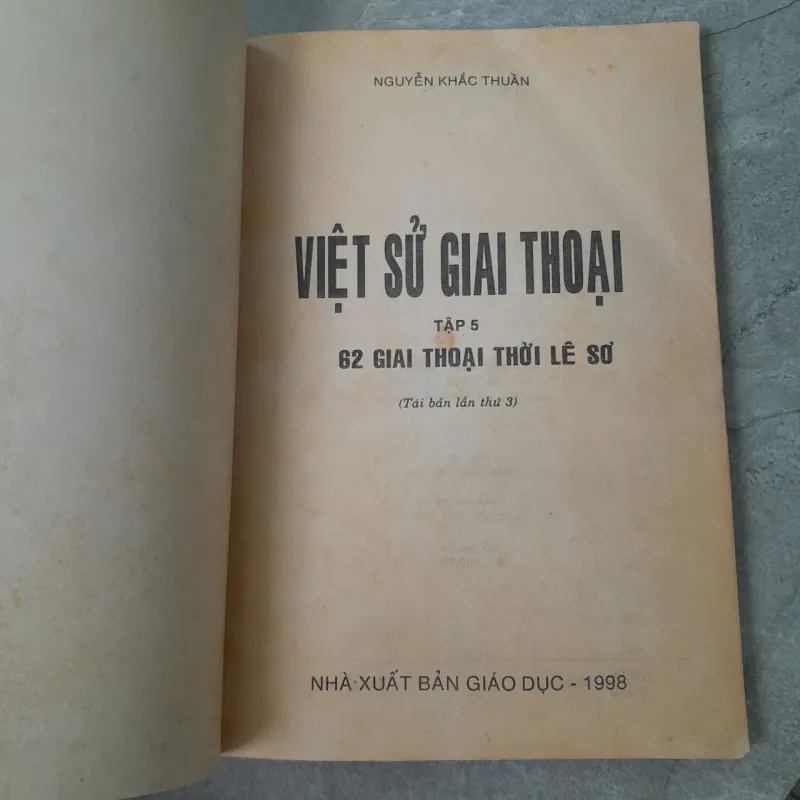 NGUYỄN KHẮC THUẦN
VIỆT SỬ GIAI THOẠI
TẬP 5
62 GIAI THOẠI THỜI LÊ SƠ
(Tái bản lần thứ 3)
NHÀ XUẤT BẢN GIÁO DỤC - 1998